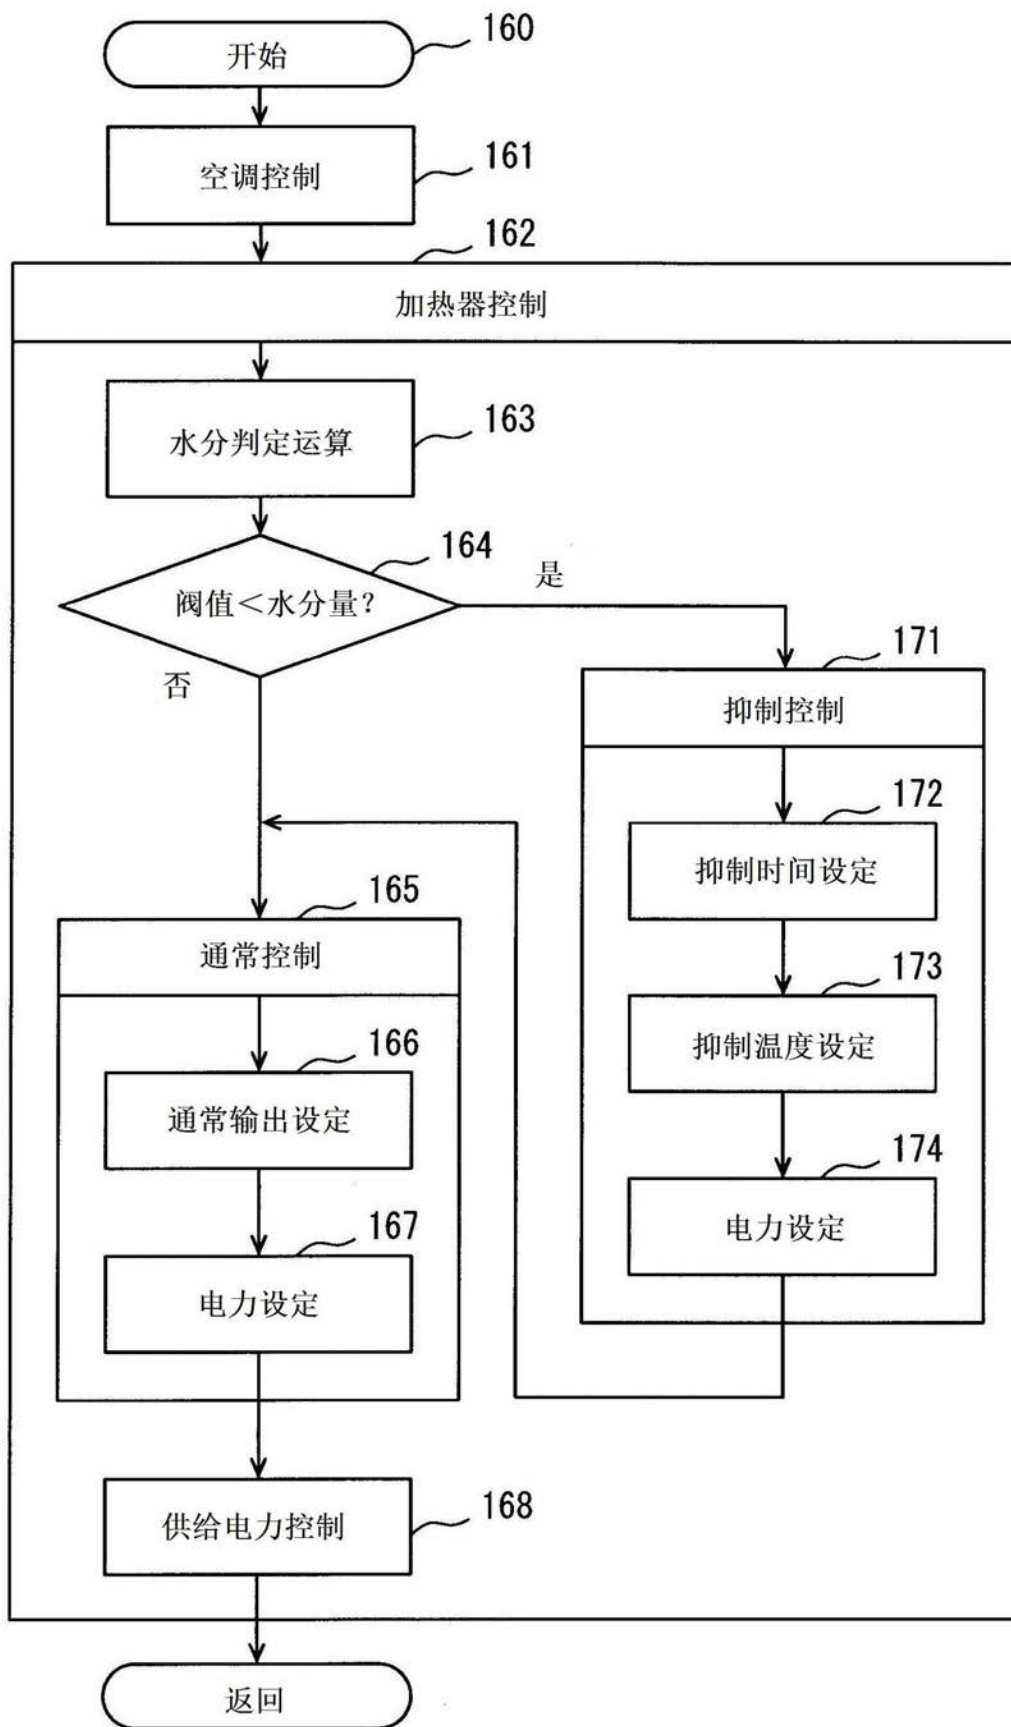 开始
160
空调控制
161
162
加热器控制
水分判定运算
163
164
阀值＜水分量？
是
否
171
抑制控制
172
抑制时间设定
165
通常控制
173
抑制温度设定
166
通常输出设定
174
电力设定
167
电力设定
供给电力控制
168
返回